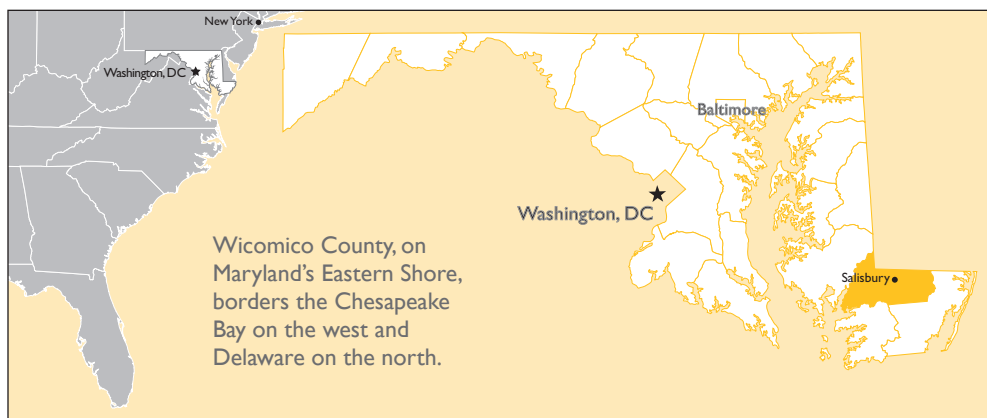 New York
Washington, DC
Baltimore
Washington, DC
Wicomico County, on
Maryland's Eastern Shore,
borders the Chesapeake
Bay on the west and
Delaware on the north.
Salisbury